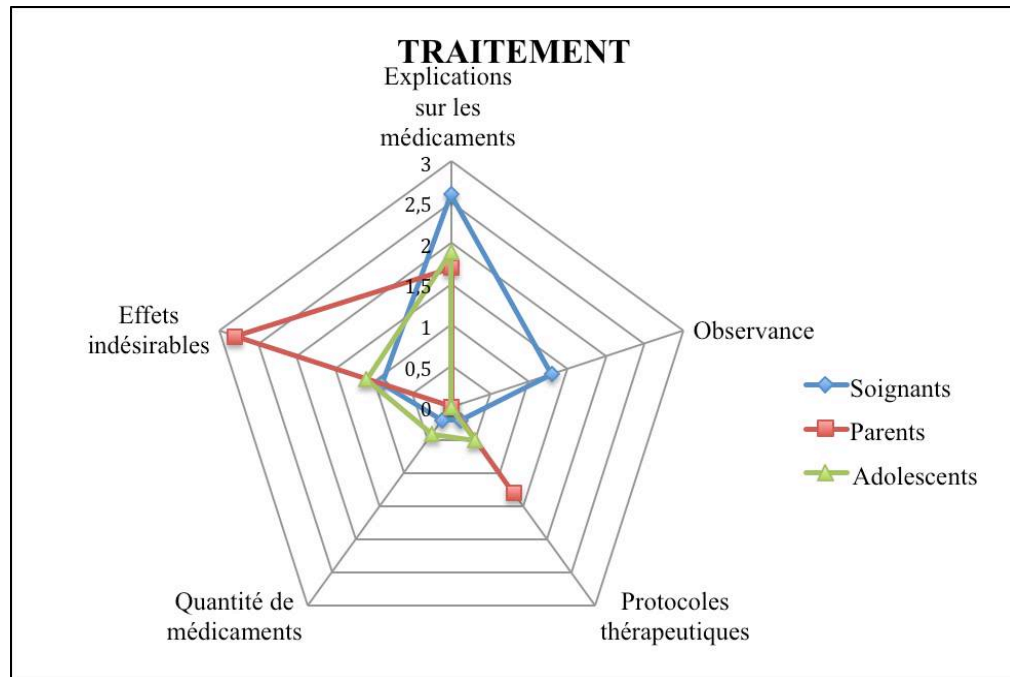 TRAITEMENT
Explications
sur les
médicaments
3
2,5
2
1,5
1
0,5
0
Observance
Protocoles
thérapeutiques
Quantité de
médicaments
Effets
indésirables
Soignants
Parents
Adolescents